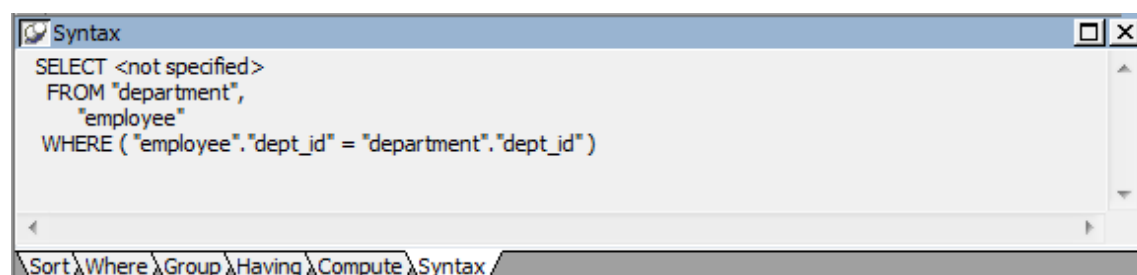 Syntax
SELECT <not specified>
FROM "department",
"employee"
WHERE ( "employee"."dept_id" = "department"."dept_id" )
Sort Where Group Having Compute Syntax